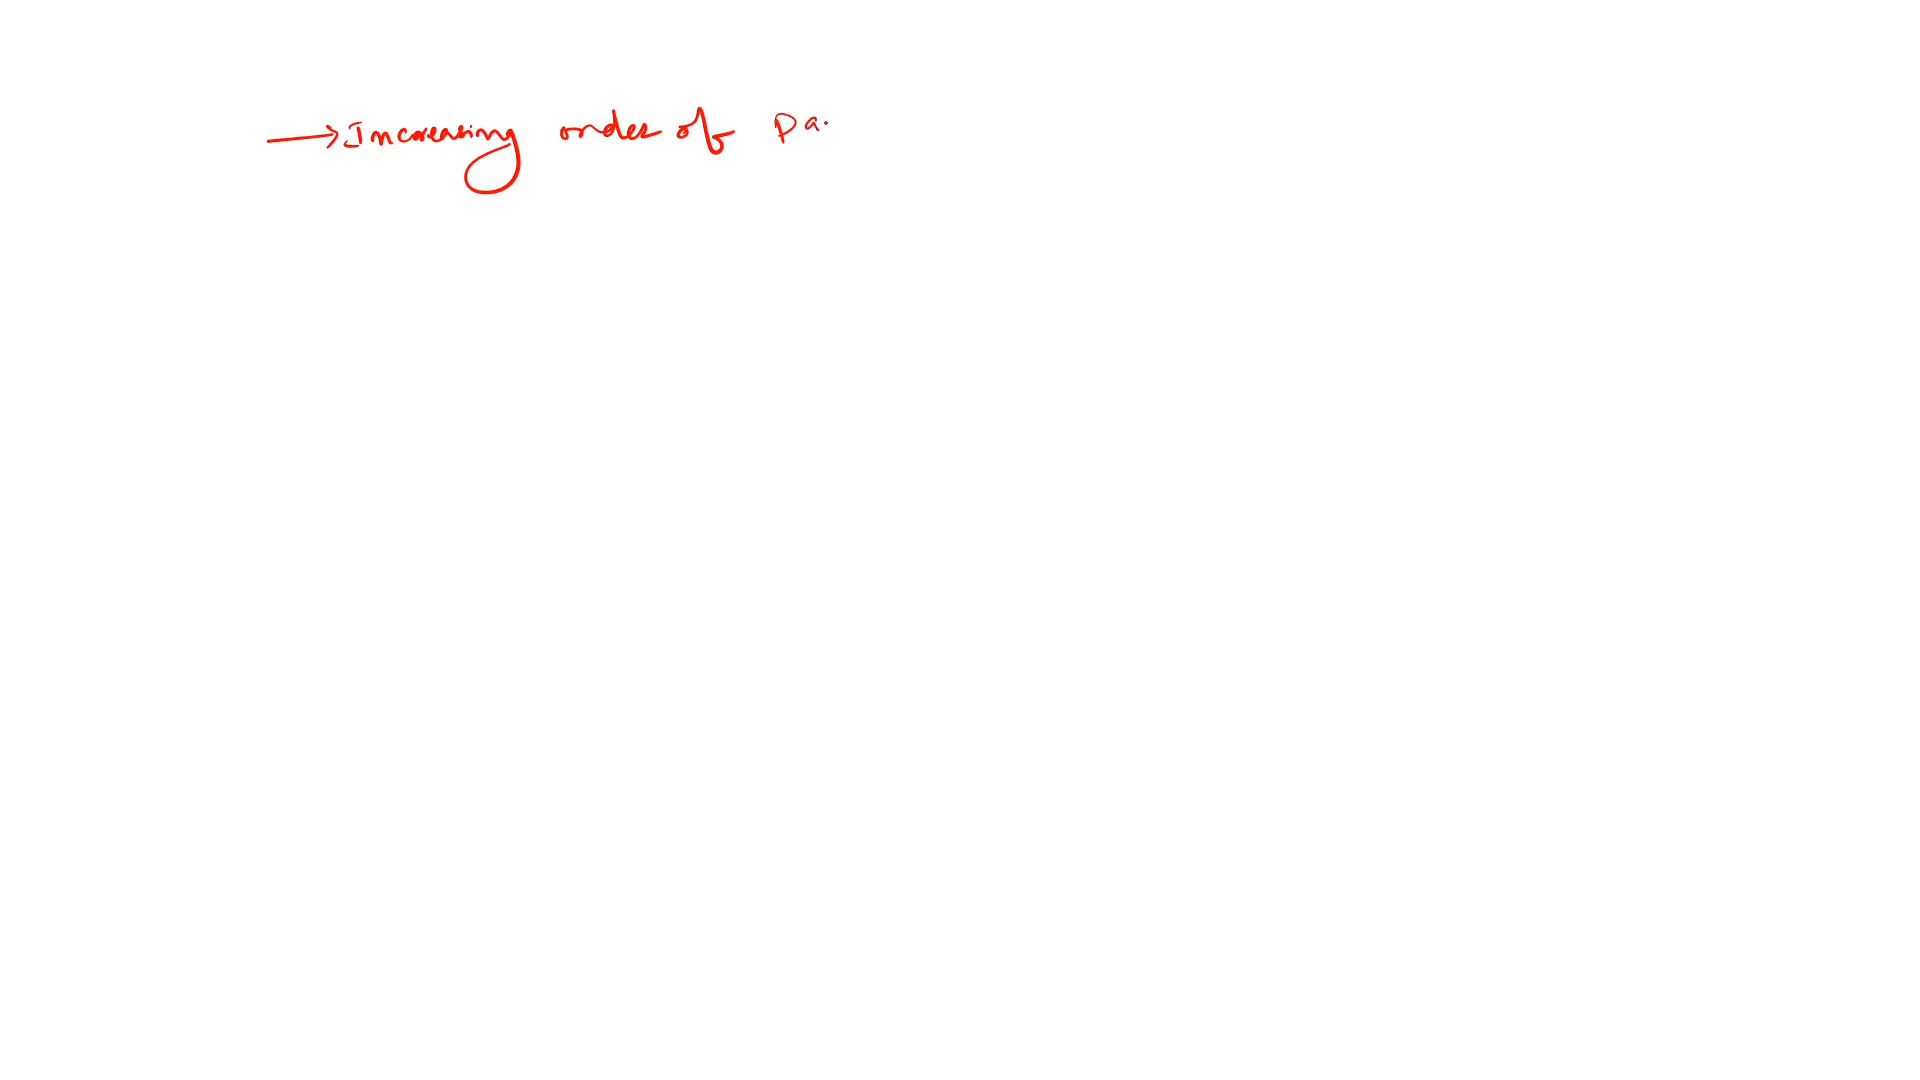 → Increasing order of Pa.